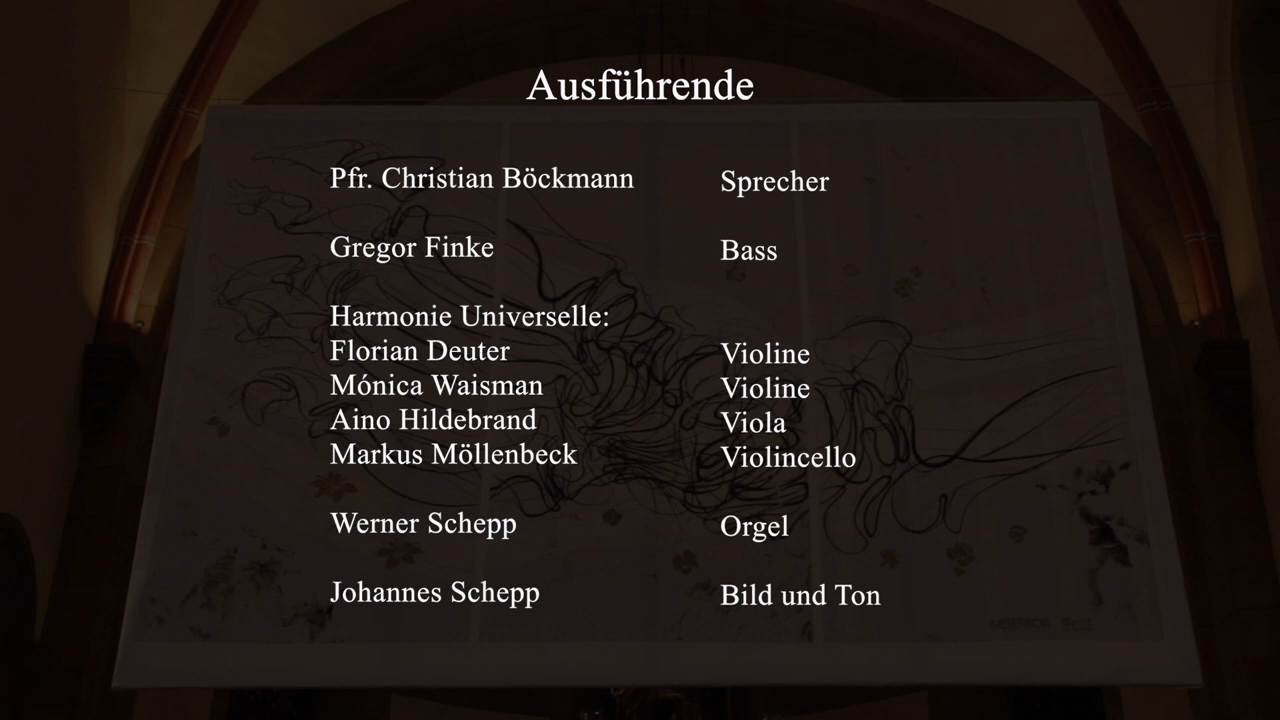 Ausführende
Pfr. Christian Böckmann Sprecher
Gregor Finke Bass
Harmonie Universelle:
Florian Deuter Violine
Mónica Waisman Violine
Aino Hildebrand Viola
Markus Möllenbeck Violincello
Werner Schepp Orgel
Johannes Schepp Bild und Ton
MISEREOR